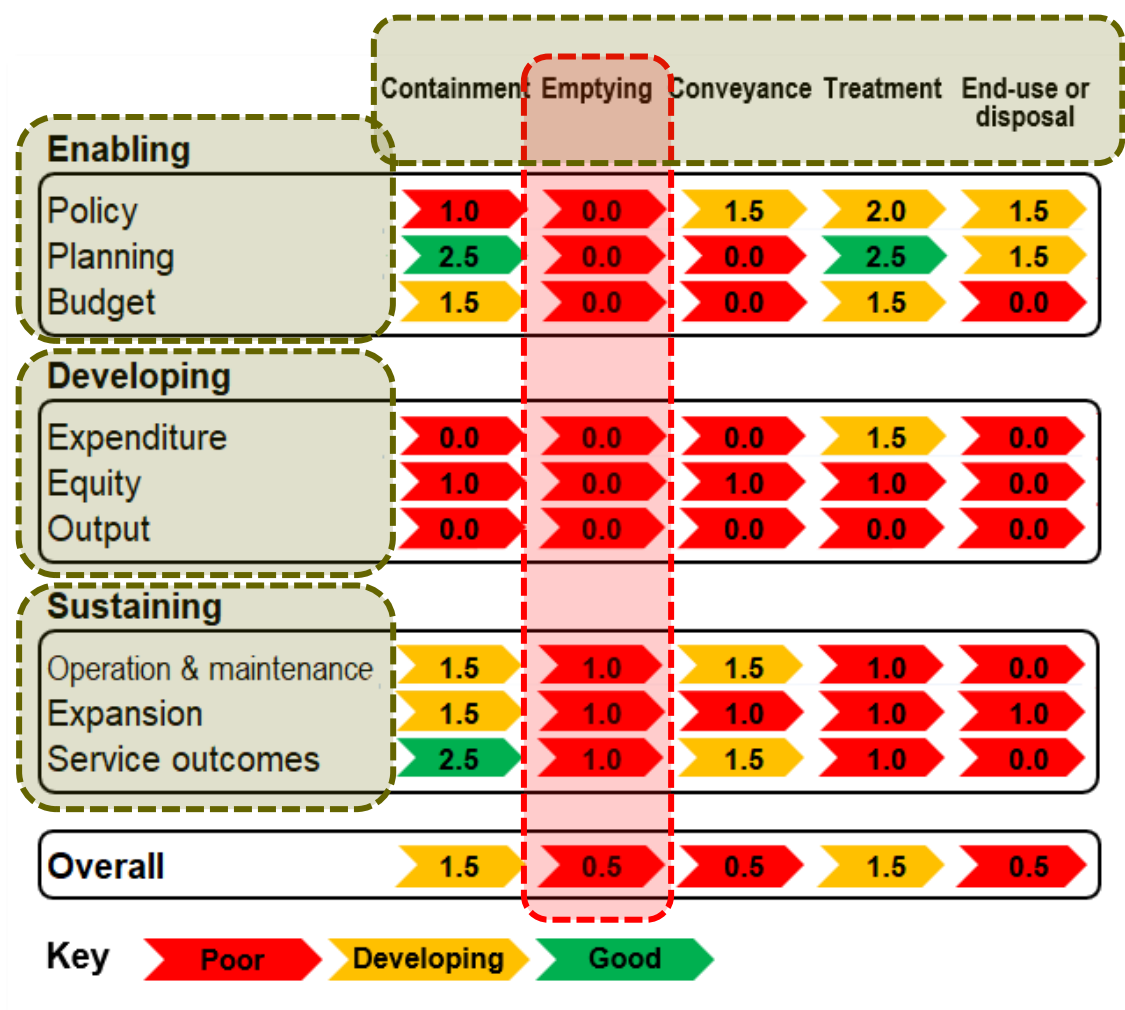 Containment Emptying Conveyance Treatment End-use or
disposal
Enabling
Policy 1.0 0.0 1.5 2.0 1.5
Planning 2.5 0.0 0.0 2.5 1.5
Budget 1.5 0.0 0.0 1.5 0.0
Developing
Expenditure 0.0 0.0 0.0 1.5 0.0
Equity 1.0 0.0 1.0 1.0 0.0
Output 0.0 0.0 0.0 0.0 0.0
Sustaining
Operation & maintenance 1.5 1.0 1.5 1.0 0.0
Expansion 1.5 1.0 1.0 1.0 1.0
Service outcomes 2.5 1.0 1.5 1.0 0.0
Overall 1.5 0.5 0.5 1.5 0.5
Key Poor Developing Good